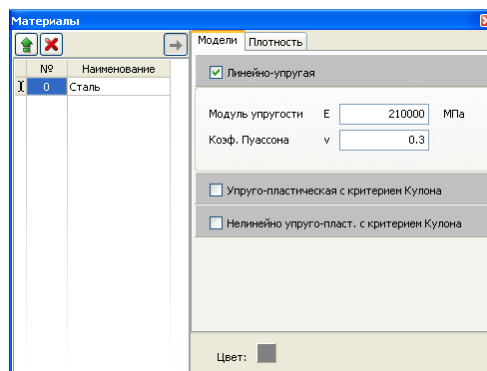 Материалы
Модели Плотность
№ Наименование
0 Сталь
Линейно-упругая
Модуль упругости E 210000 МПа
Коэф. Пуассона ν 0.3
Упруго-пластическая с критерием Кулона
Нелинейно упруго-пласт. с критерием Кулона
Цвет: